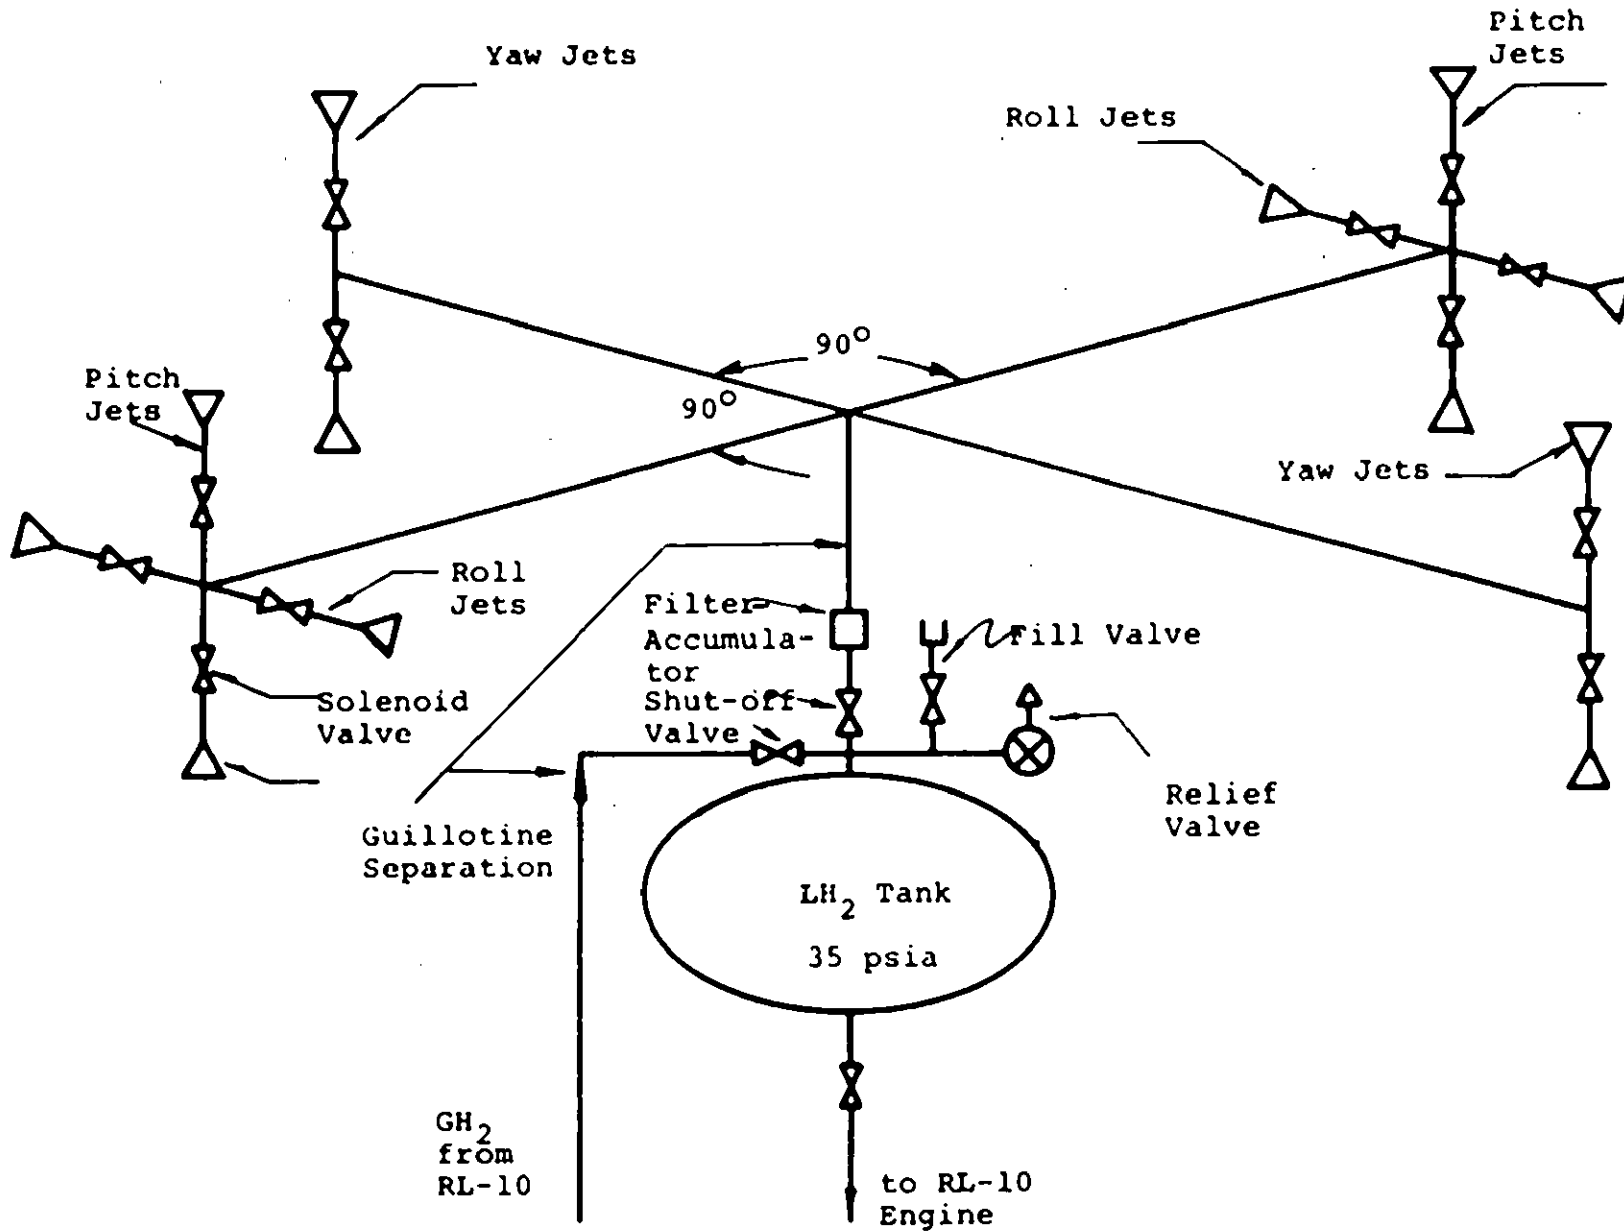 Pitch
Jets
Yaw Jets
Roll Jets
90°
Pitch
Jets
90°
Yaw Jets
Roll
Jets
Filter
Accumula-
tor
Fill Valve
Solenoid
Valve
Shut-off
Valve
Relief
Valve
Guillotine
Separation
LH₂ Tank
35 psia
GH₂
from
RL-10
to RL-10
Engine